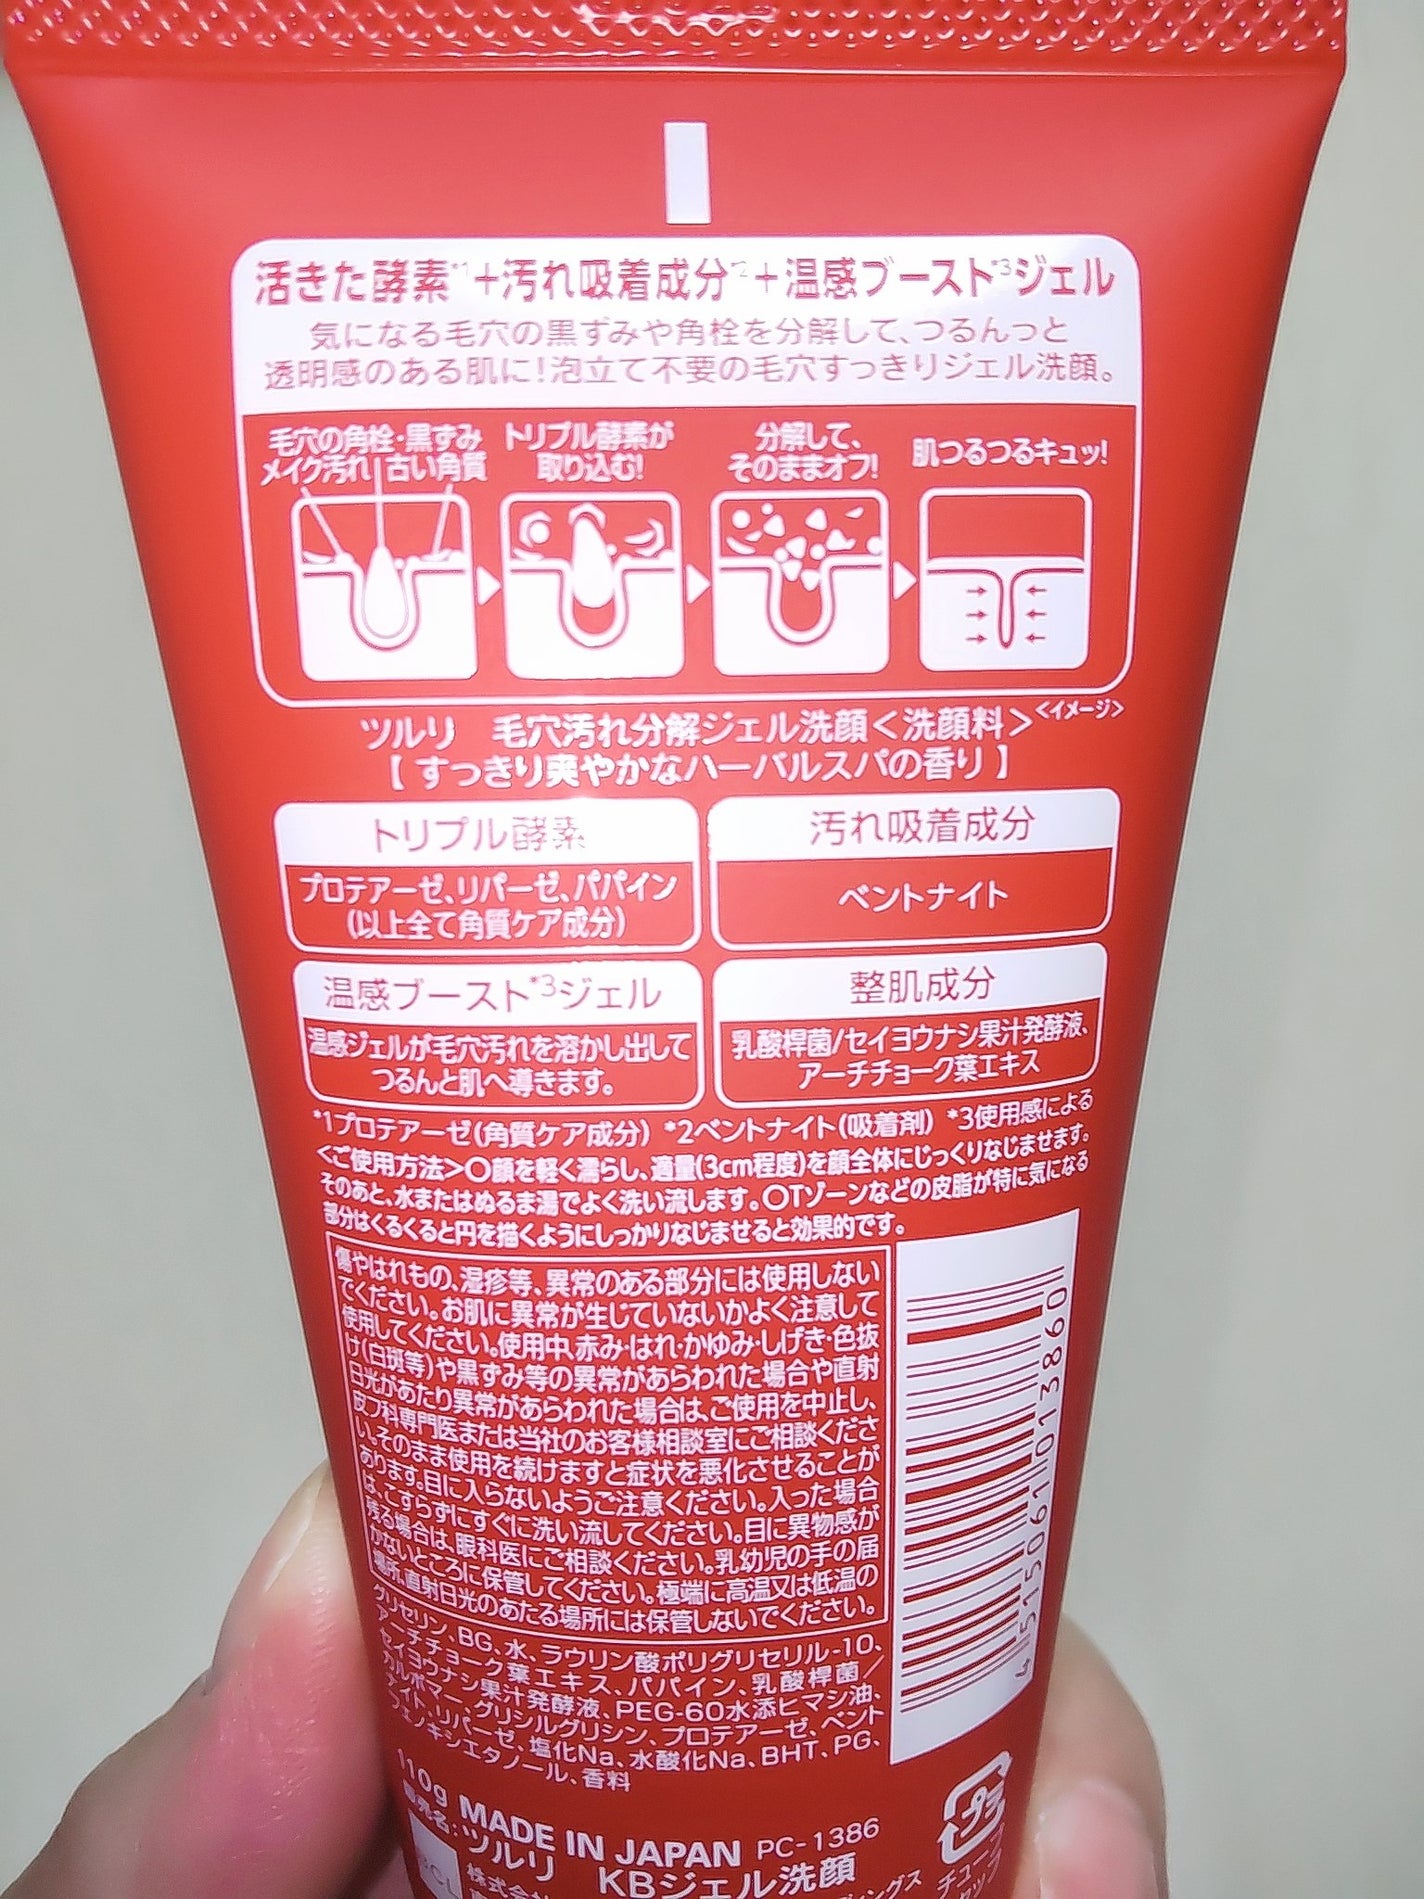 活きた酵素*1+汚れ吸着成分*2+温感ブースト*3ジェル
気になる毛穴の黒ずみや角栓を分解して、つるんっと
透明感のある肌に!泡立て不要の毛穴すっきりジェル洗顔。
毛穴の角栓・黒ずみ
メイク汚れ 古い角質
トリプル酵素が
取り込む!
分解して、
そのままオフ!
肌つるつるキュッ!
<イメージ>
ツルリ 毛穴汚れ分解ジェル洗顔<洗顔料>
【すっきり爽やかなハーバルスパの香り】
トリプル酵素
プロテアーゼ、リパーゼ、パパイン
(以上全て角質ケア成分)
汚れ吸着成分
ベントナイト
温感ブースト*3ジェル
温感ジェルが毛穴汚れを溶かし出して
つるんと肌へ導きます。
整肌成分
乳酸桿菌/セイヨウナシ果汁発酵液、
アーチチョーク葉エキス
*1プロテアーゼ(角質ケア成分) *2ベントナイト(吸着剤) *3使用感による
<ご使用方法>○顔を軽く濡らし、適量(3cm程度)を顔全体にじっくりなじませます。
そのあと、水またはぬるま湯でよく洗い流します。○Tゾーンなどの皮脂が特に気になる
部分はくるくると円を描くようにしっかりなじませると効果的です。
傷やはれもの、湿疹等、異常のある部分には使用しない
でください。お肌に異常が生じていないかよく注意して
使用してください。使用中、赤み・はれ・かゆみ・しげき・色抜
け(白斑等)や黒ずみ等の異常があらわれた場合や直射
日光があたり異常があらわれた場合は、ご使用を中止し、
皮フ科専門医または当社のお客様相談室にご相談くださ
い。そのまま使用を続けますと症状を悪化させることが
あります。目に入らないようご注意ください。入った場合
は、こすらずにすぐに洗い流してください。目に異物感が
残る場合は、眼科医にご相談ください。乳幼児の手の届
かないところに保管してください。極端に高温又は低温の
場所、直射日光のあたる場所には保管しないでください。
グリセリン、BG、水、ラウリン酸ポリグリセリル-10、
アーチチョーク葉エキス、パパイン、乳酸桿菌/
セイヨウナシ果汁発酵液、PEG-60水添ヒマシ油、
カルボマー、グリシルグリシン、プロテアーゼ、ベント
ナイト、リパーゼ、塩化Na、水酸化Na、BHT、PG、
フェノキシエタノール、香料
4515061013860
110g MADE IN JAPAN PC-1386
販売名:ツルリ KBジェル洗顔
プラ
チューブ
株式会社